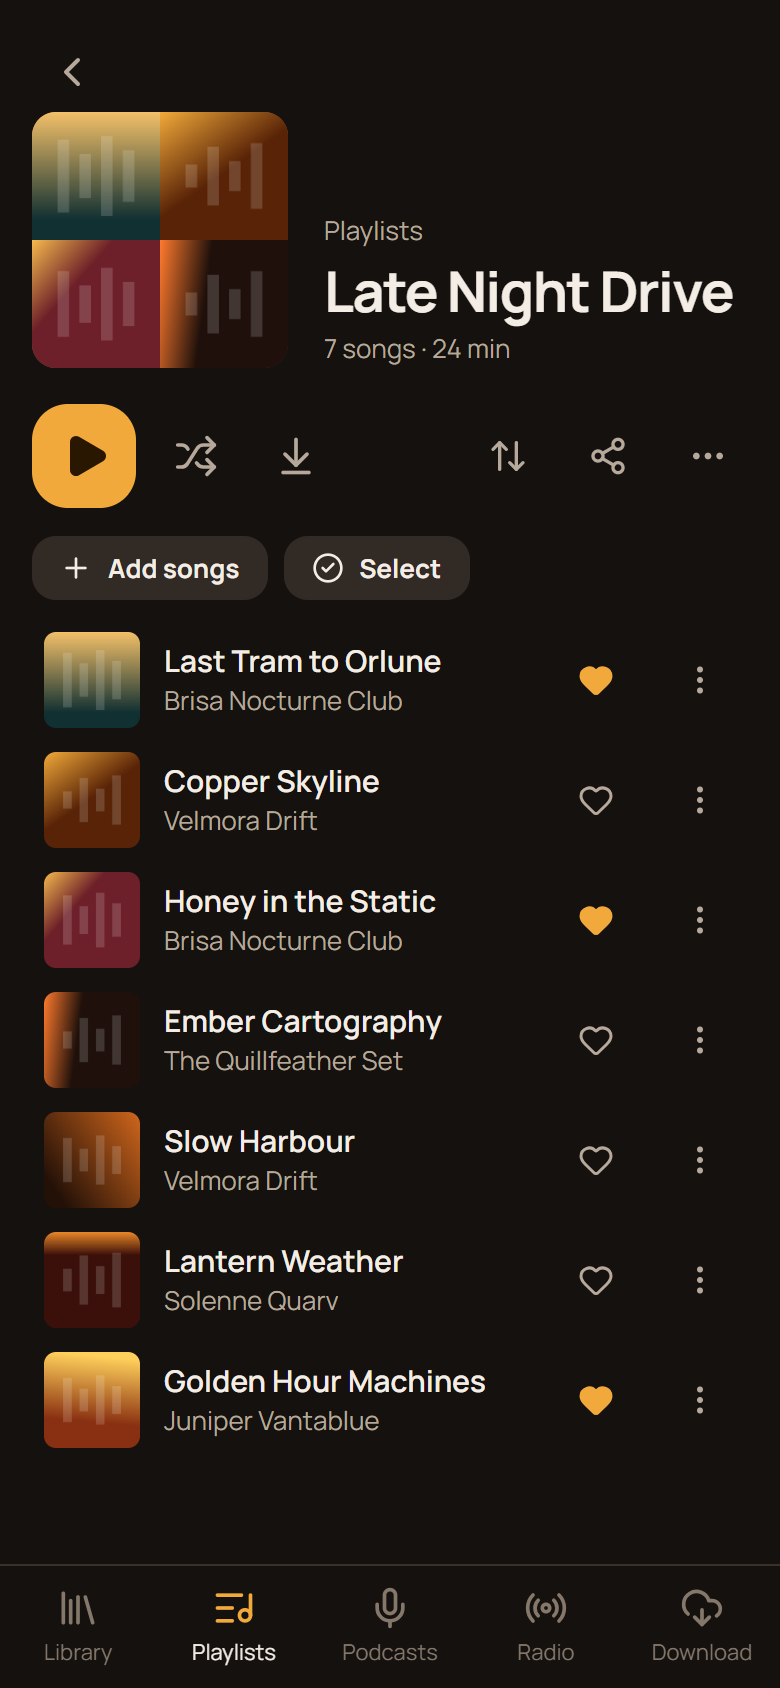 Playlists
Late Night Drive
7 songs · 24 min
Add songs
Select
Last Tram to Orlune
Brisa Nocturne Club
Copper Skyline
Velmora Drift
Honey in the Static
Brisa Nocturne Club
Ember Cartography
The Quillfeather Set
Slow Harbour
Velmora Drift
Lantern Weather
Solenne Quarv
Golden Hour Machines
Juniper Vantablue
Library
Playlists
Podcasts
Radio
Download